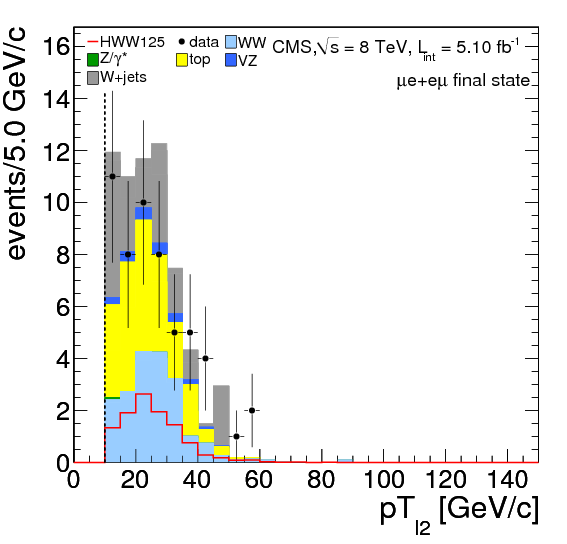 HWW125 data WW CMS,√s = 8 TeV, L_int = 5.10 fb⁻¹
Z/γ* top VZ
W+jets
μe+eμ final state
events/5.0 GeV/c
16
14
12
10
8
6
4
2
0
0 20 40 60 80 100 120 140
pT_l2 [GeV/c]